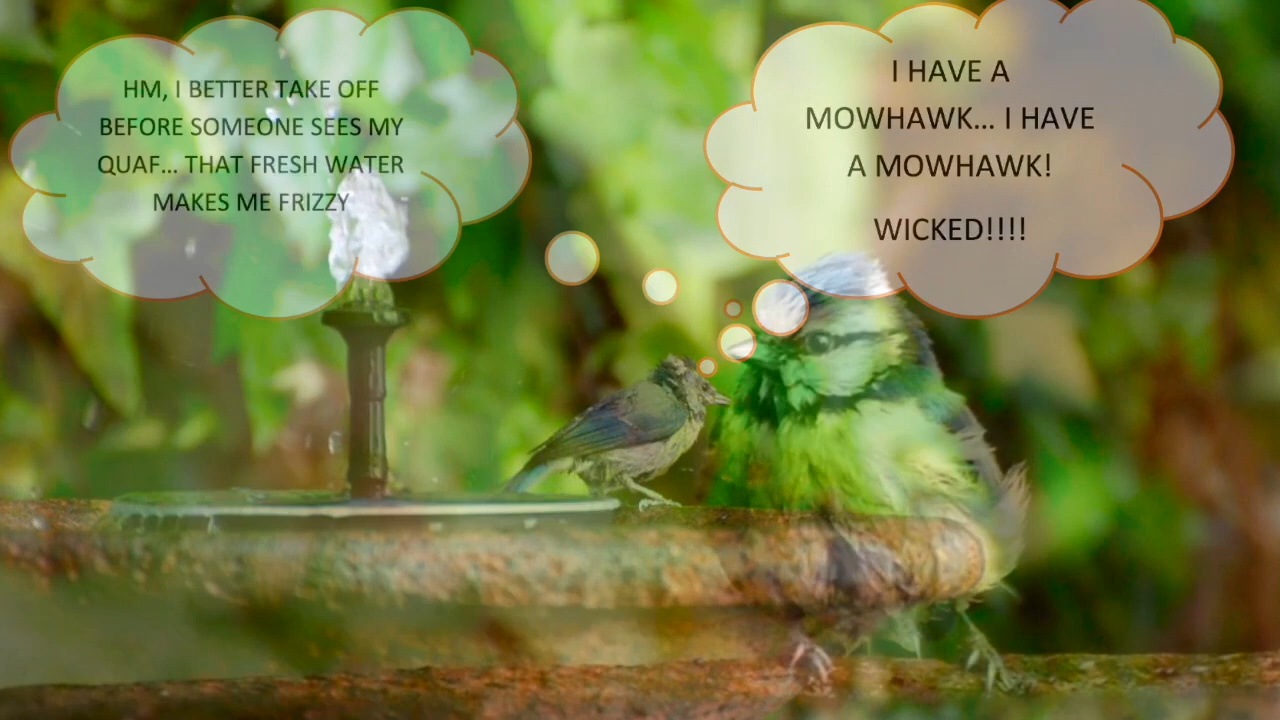 HM, I BETTER TAKE OFF
BEFORE SOMEONE SEES MY
QUAF... THAT FRESH WATER
MAKES ME FRIZZY
I HAVE A
MOWHAWK... I HAVE
A MOWHAWK!
WICKED!!!!